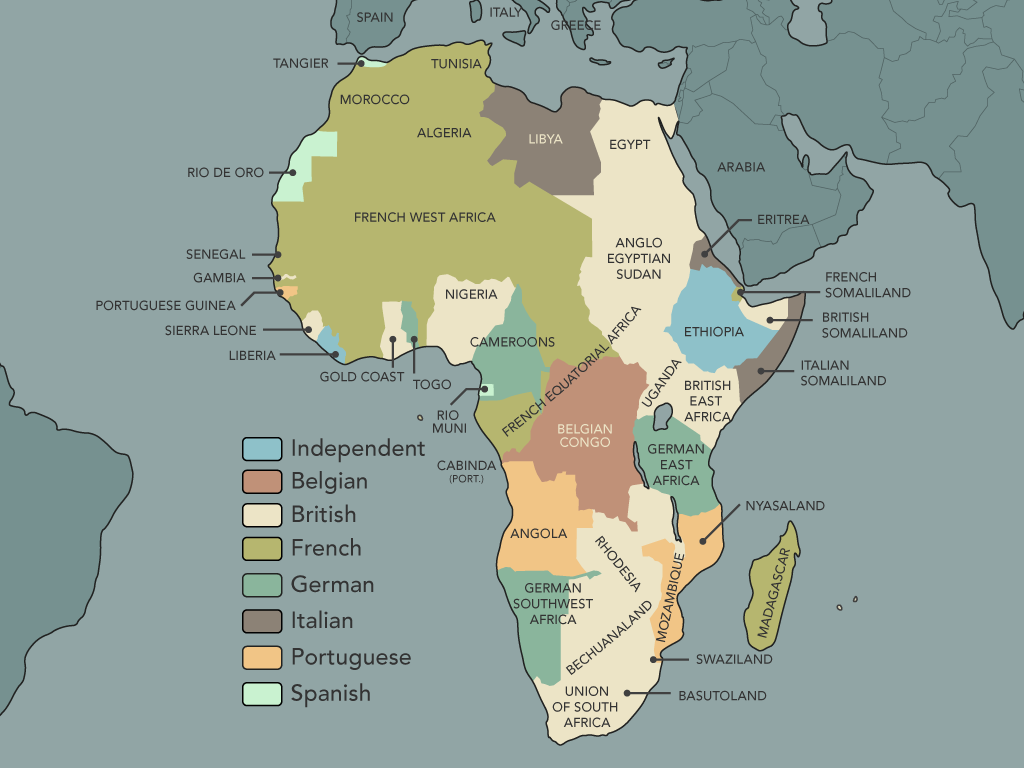 SPAIN
ITALY
GREECE
TANGIER
TUNISIA
MOROCCO
ALGERIA
LIBYA
EGYPT
ARABIA
RIO DE ORO
FRENCH WEST AFRICA
ERITREA
ANGLO
EGYPTIAN
SUDAN
SENEGAL
GAMBIA
PORTUGUESE GUINEA
NIGERIA
FRENCH
SOMALILAND
BRITISH
SOMALILAND
SIERRA LEONE
LIBERIA
CAMEROONS
ETHIOPIA
GOLD COAST
TOGO
FRENCH EQUATORIAL AFRICA
UGANDA
ITALIAN
SOMALILAND
BRITISH
EAST
AFRICA
RIO
MUNI
BELGIAN
CONGO
GERMAN
EAST
AFRICA
CABINDA
(PORT.)
NYASALAND
ANGOLA
RHODESIA
MOZAMBIQUE
MADAGASCAR
GERMAN
SOUTHWEST
AFRICA
BECHUANALAND
SWAZILAND
UNION
OF SOUTH
AFRICA
BASUTOLAND
Independent
Belgian
British
French
German
Italian
Portuguese
Spanish